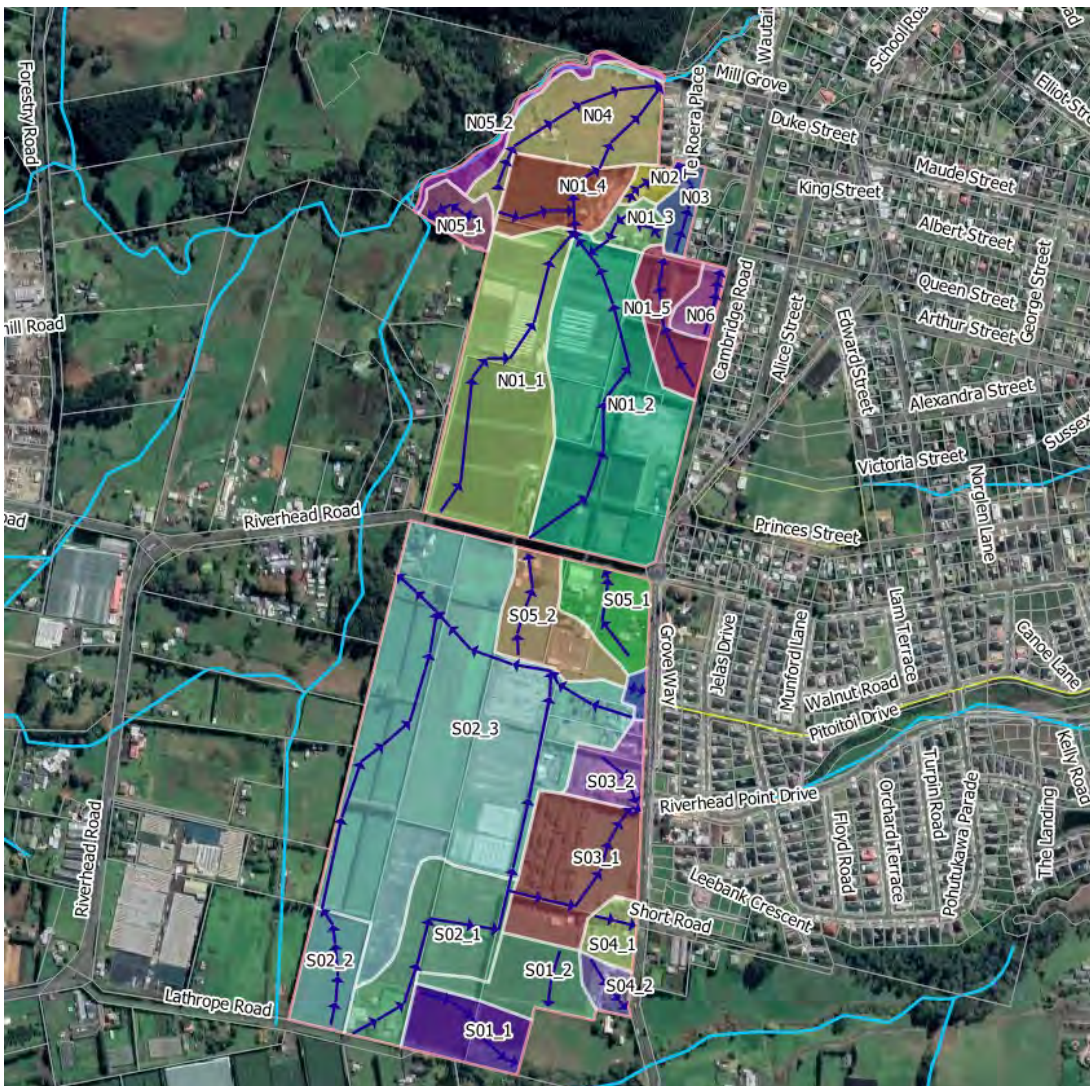 Forestry Road
Wautaiti
School Road
Elliot Street
Mill Grove
Te Roera Place
Duke Street
Maude Street
King Street
Albert Street
Queen Street
George Street
Arthur Street
Cambridge Road
Alice Street
Edward Street
Alexandra Street
Sussex
Victoria Street
Norglen Lane
Princes Street
N05_2
N04
N02
N01_4
N03
N05_1
N01_3
N01_5
N06
N01_1
N01_2
hill Road
Riverhead Road
oad
S05_1
S05_2
Grove Way
Jelas Drive
Munford Lane
Lam Terrace
Canoe Lane
Walnut Road
Pitoitoi Drive
S02_3
S03_2
Riverhead Point Drive
Turpin Road
Kelly Road
Orchard Terrace
Floyd Road
Pohutukawa Parade
The Landing
Riverhead Road
S03_1
Leebank Crescent
Short Road
S02_1
S04_1
S01_2
S02_2
S04_2
Lathrope Road
S01_1